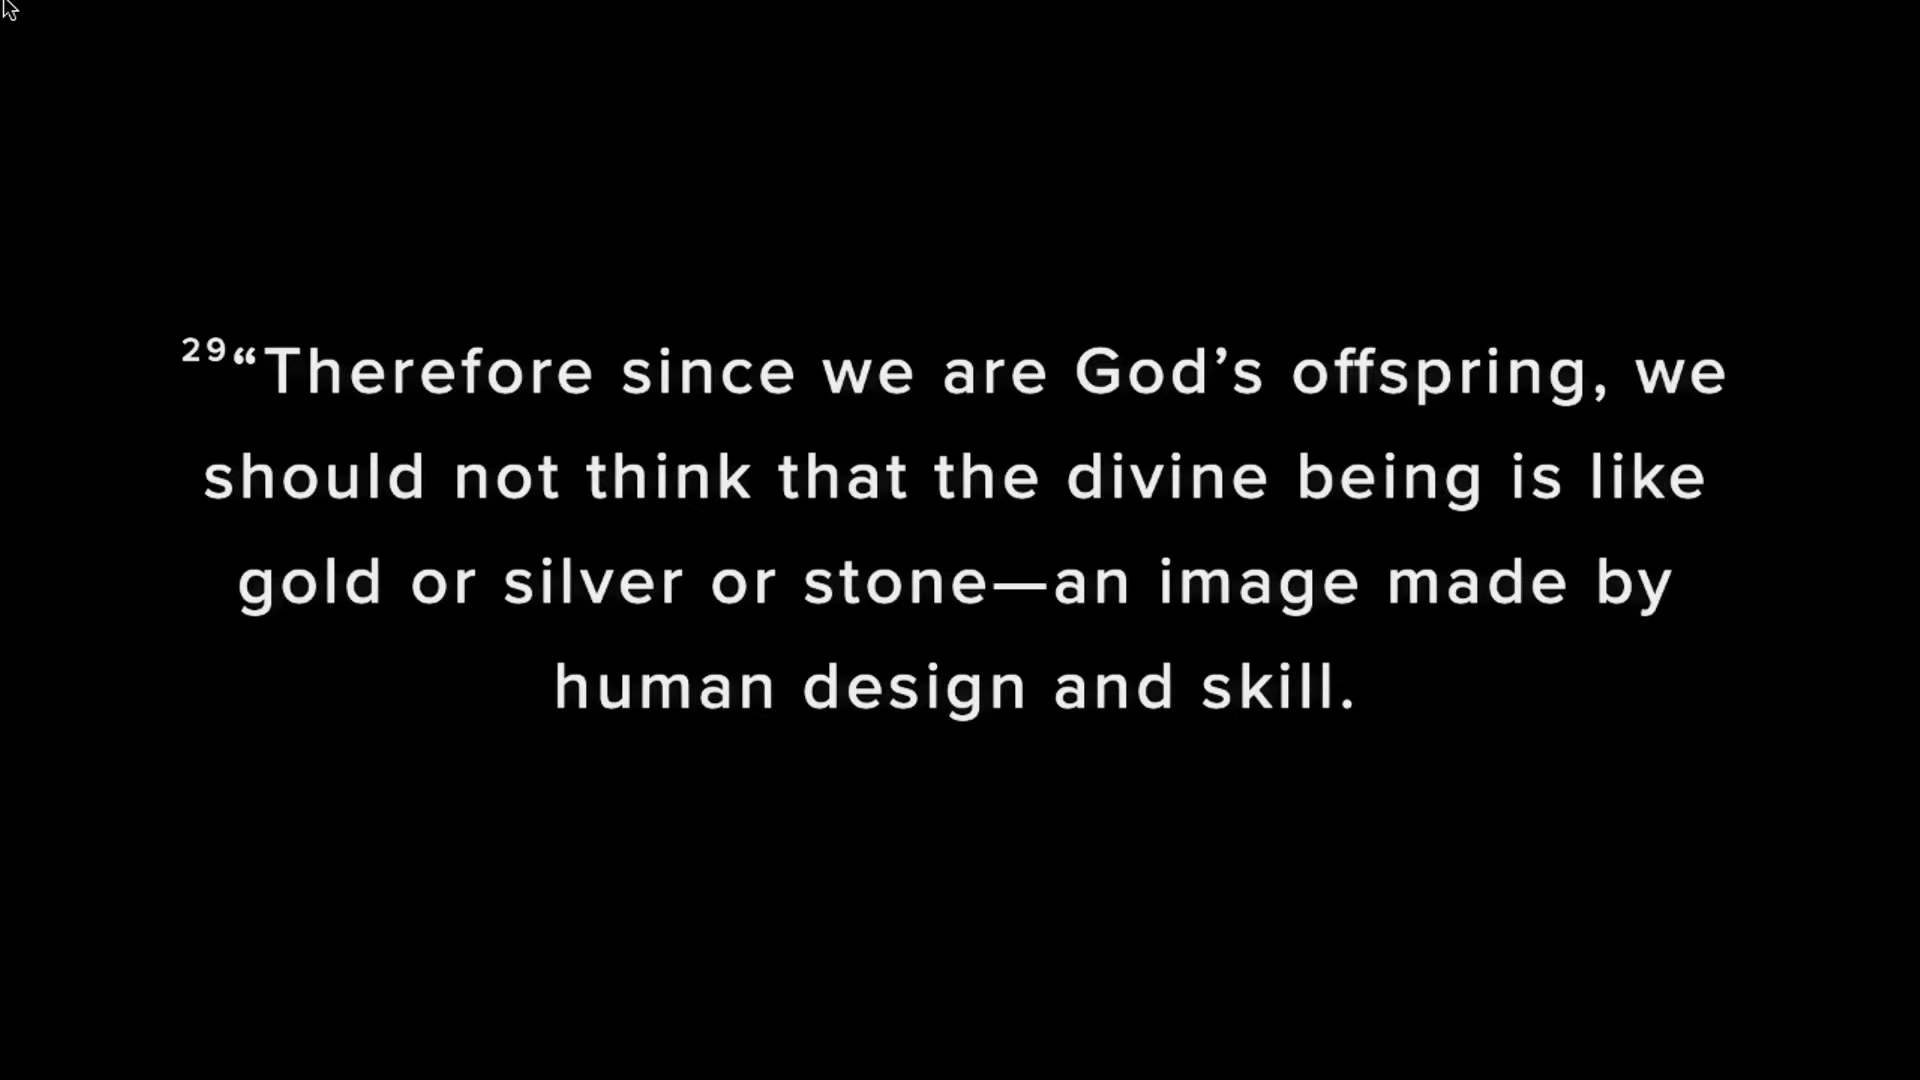 ²⁹“Therefore since we are God’s offspring, we
should not think that the divine being is like
gold or silver or stone—an image made by
human design and skill.